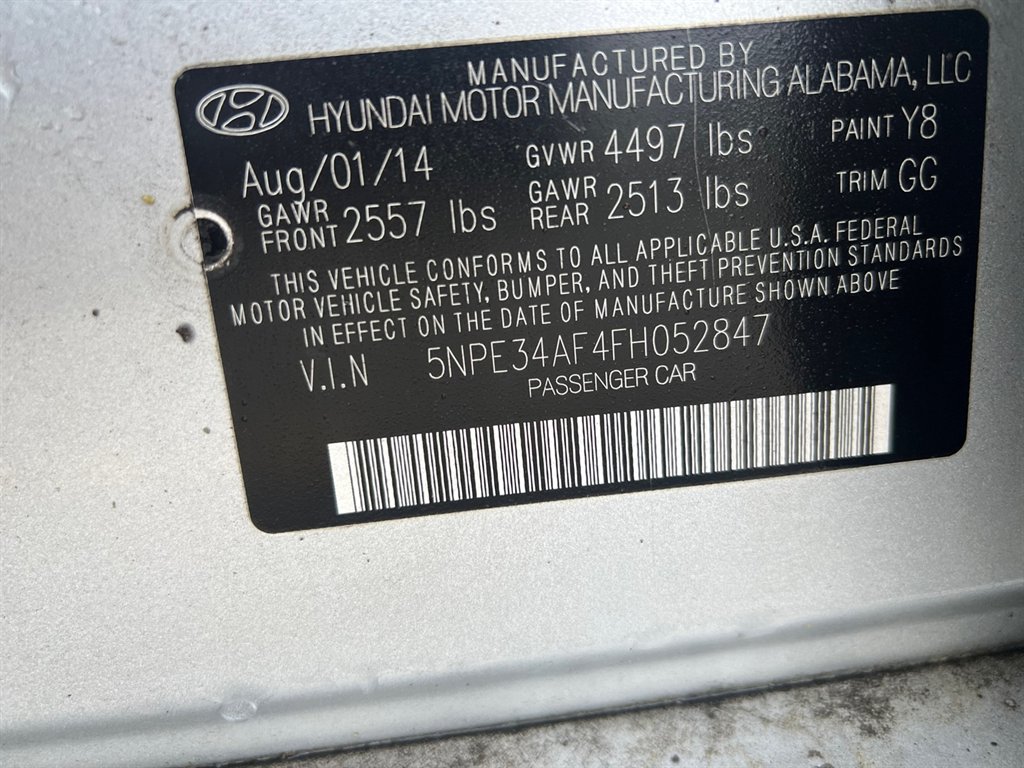 MANUFACTURED BY
HYUNDAI MOTOR MANUFACTURING ALABAMA, LLC
Aug/01/14 GVWR 4497 lbs PAINT Y8
GAWR FRONT 2557 lbs GAWR REAR 2513 lbs TRIM GG
THIS VEHICLE CONFORMS TO ALL APPLICABLE U.S.A. FEDERAL
MOTOR VEHICLE SAFETY, BUMPER, AND THEFT PREVENTION STANDARDS
IN EFFECT ON THE DATE OF MANUFACTURE SHOWN ABOVE
V.I.N 5NPE34AF4FH052847
PASSENGER CAR